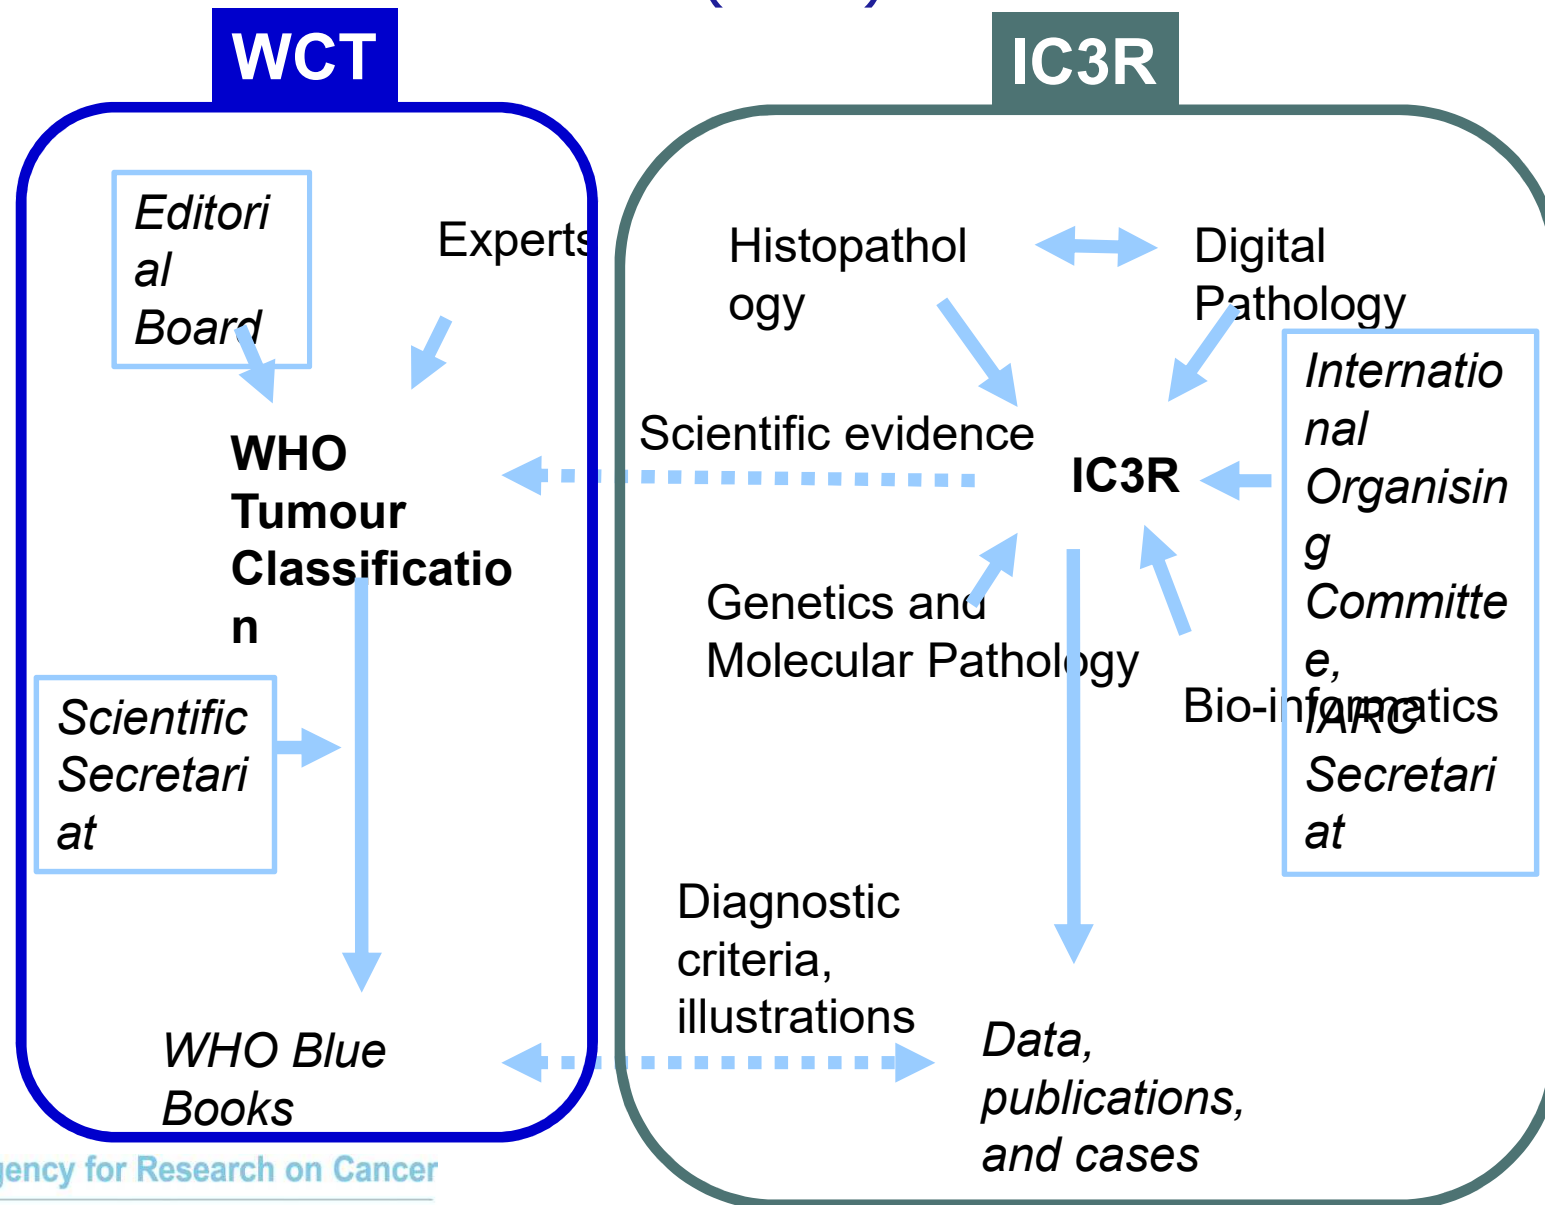 WCT
IC3R
Editori
al
Board
Experts
Histopathol
ogy
Digital
Pathology
Internatio
nal
Organisin
g
Committe
e,
IARC
Secretari
at
Scientific evidence
WHO
Tumour
Classificatio
n
IC3R
Genetics and
Molecular Pathology
Bio-informatics
Scientific
Secretari
at
Diagnostic
criteria,
illustrations
WHO Blue
Books
Data,
publications,
and cases
for Research on Cancer